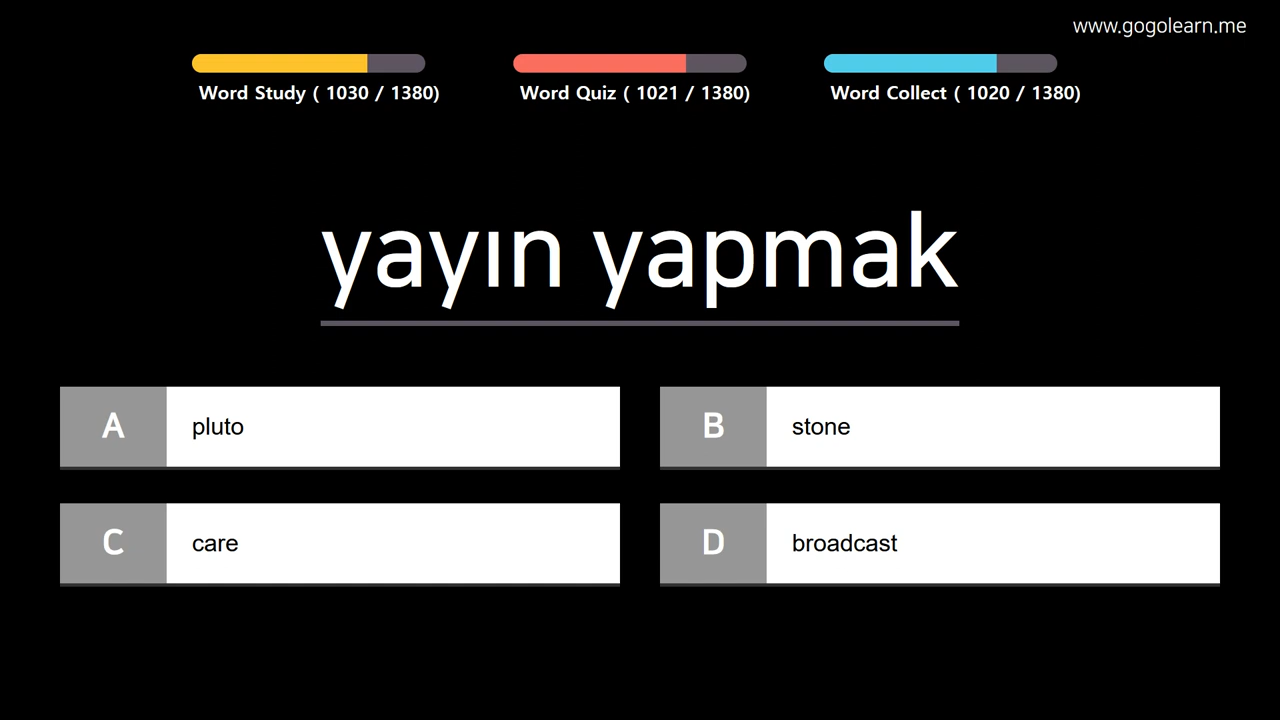 www.gogolearn.me
Word Study ( 1030 / 1380)
Word Quiz ( 1021 / 1380)
Word Collect ( 1020 / 1380)
yayın yapmak
A pluto
B stone
C care
D broadcast